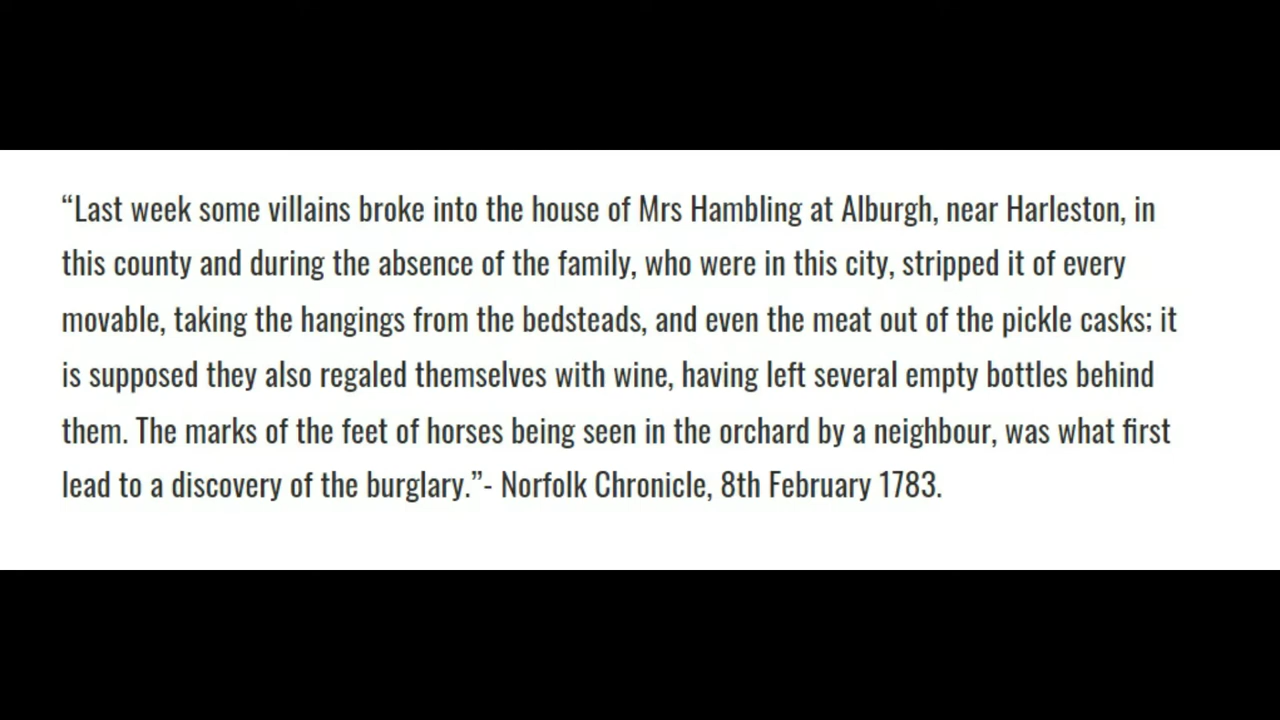 “Last week some villains broke into the house of Mrs Hambling at Alburgh, near Harleston, in
this county and during the absence of the family, who were in this city, stripped it of every
movable, taking the hangings from the bedsteads, and even the meat out of the pickle casks; it
is supposed they also regaled themselves with wine, having left several empty bottles behind
them. The marks of the feet of horses being seen in the orchard by a neighbour, was what first
lead to a discovery of the burglary.”- Norfolk Chronicle, 8th February 1783.